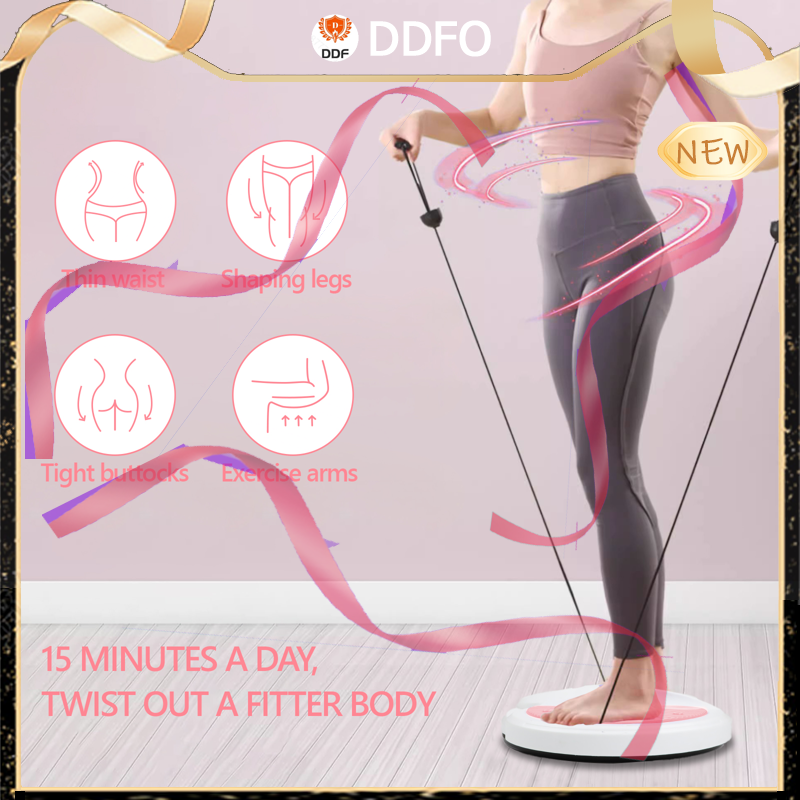 DDF
DDFO
NEW
Thin waist
Shaping legs
Tight buttocks
Exercise arms
15 MINUTES A DAY,
TWIST OUT A FITTER BODY